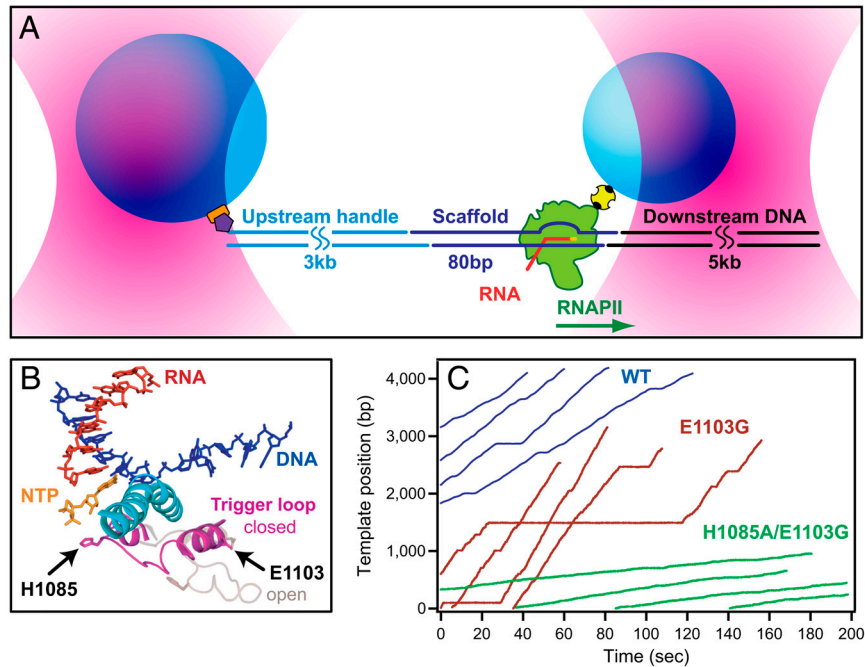 A
Upstream handle
Scaffold
Downstream DNA
3kb
80bp
5kb
RNA
RNAPII
B
RNA
DNA
NTP
Trigger loop
closed
H1085
E1103
open
C
WT
E1103G
H1085A/E1103G
Template position (bp)
4,000
3,000
2,000
1,000
0
0 20 40 60 80 100 120 140 160 180 200
Time (sec)